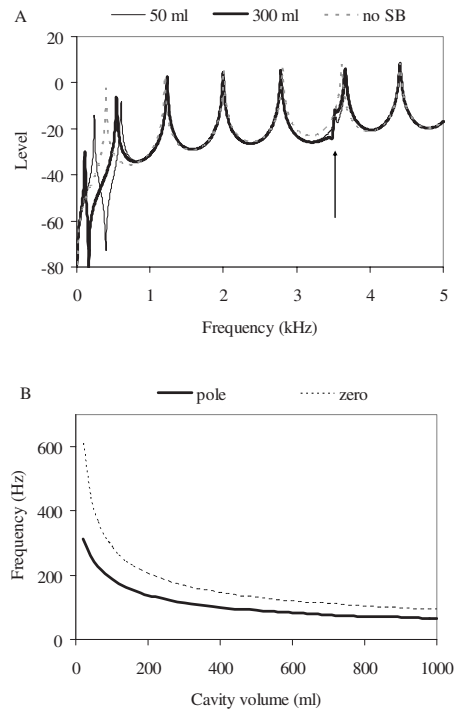 A
50 ml 300 ml no SB
20
0
-20
-40
-60
-80
Level
0 1 2 3 4 5
Frequency (kHz)
B
pole zero
600
400
200
0
Frequency (Hz)
0 200 400 600 800 1000
Cavity volume (ml)